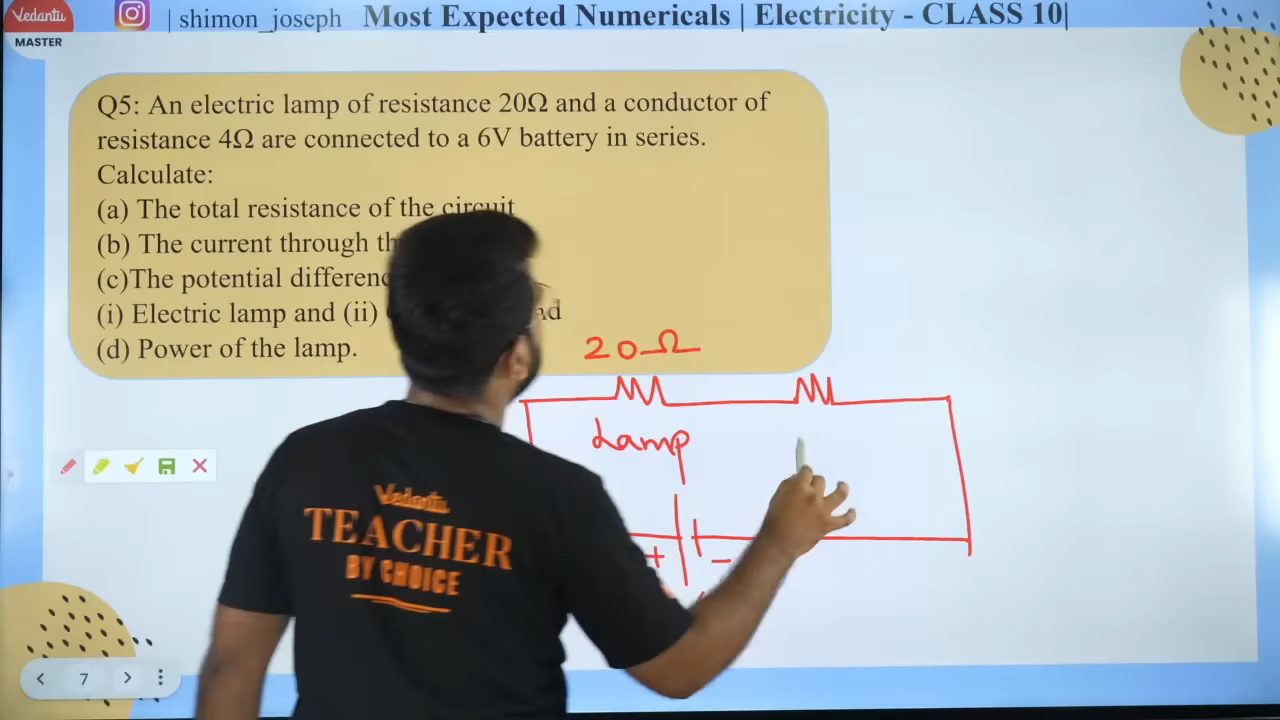 Vedantu
MASTER
| shimon_joseph
Most Expected Numericals | Electricity - CLASS 10|
Q5: An electric lamp of resistance 20Ω and a conductor of
resistance 4Ω are connected to a 6V battery in series.
Calculate:
(a) The total resistance of the circuit
(b) The current through
(c)The potential
(i) Electric lamp and (ii)
(d) Power of the lamp.
20Ω
Lamp
+ -
Vedantu
TEACHER
BY CHOICE
7